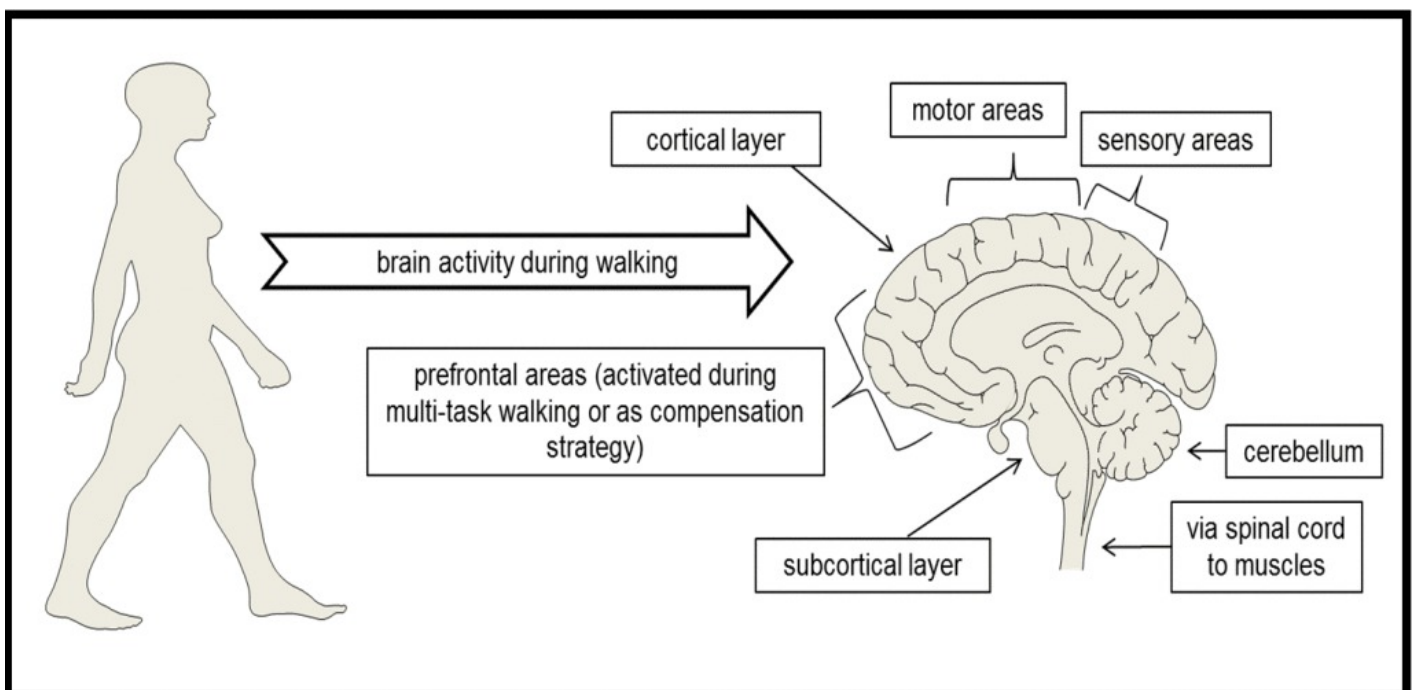 motor areas
cortical layer
sensory areas
brain activity during walking
prefrontal areas (activated during
multi-task walking or as compensation
strategy)
cerebellum
via spinal cord
to muscles
subcortical layer